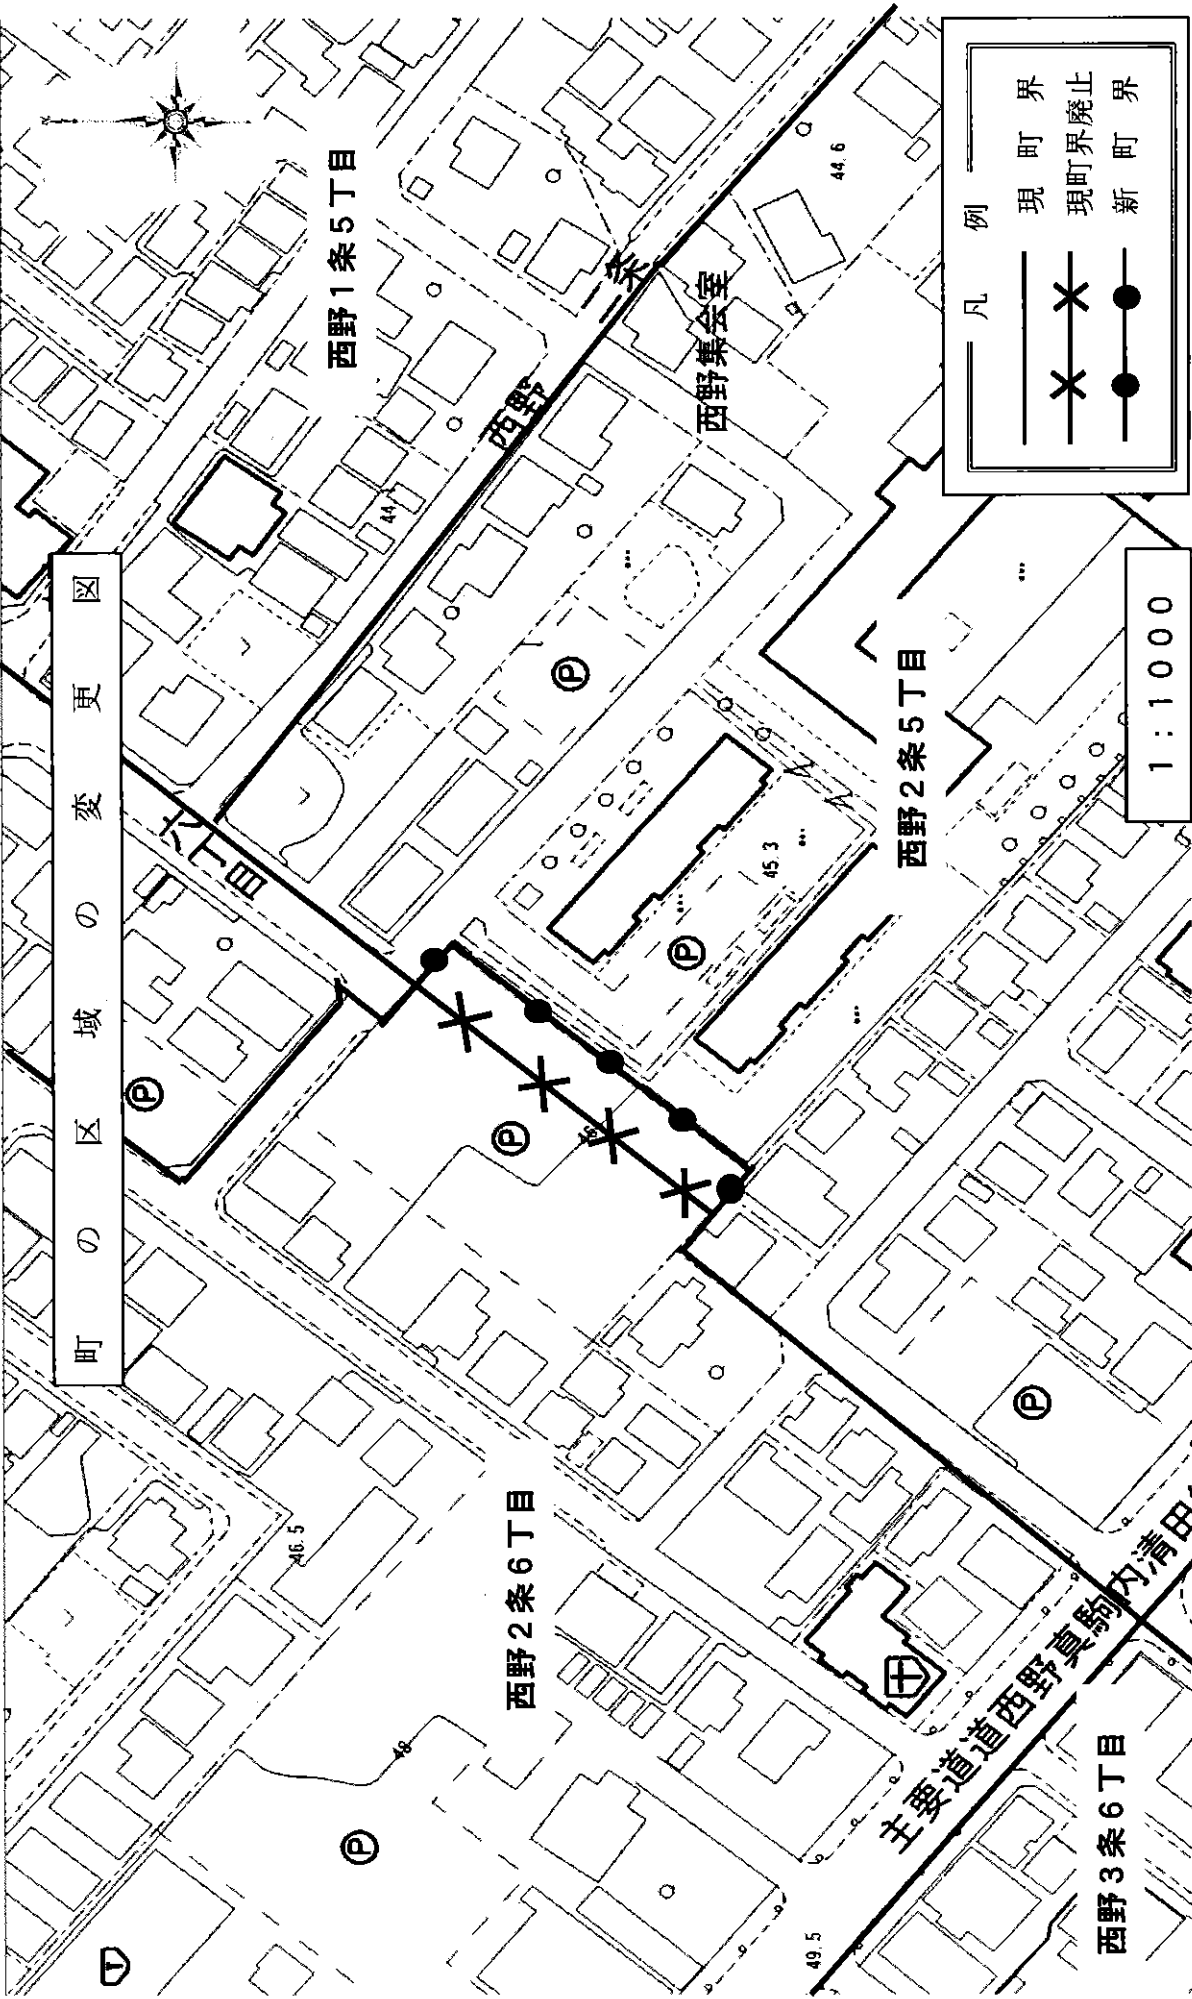 町の区域の変更図
西野1条5丁目
44.6
西野
条
西野集会室
六丁目
44.
P
P
P
P
P
P
46
45.3
西野2条5丁目
西野2条6丁目
46.5
48
49.5
主要道道西野真駒内清田
西野3条6丁目
凡例
現町界
現町界廃止
新町界
1:1000